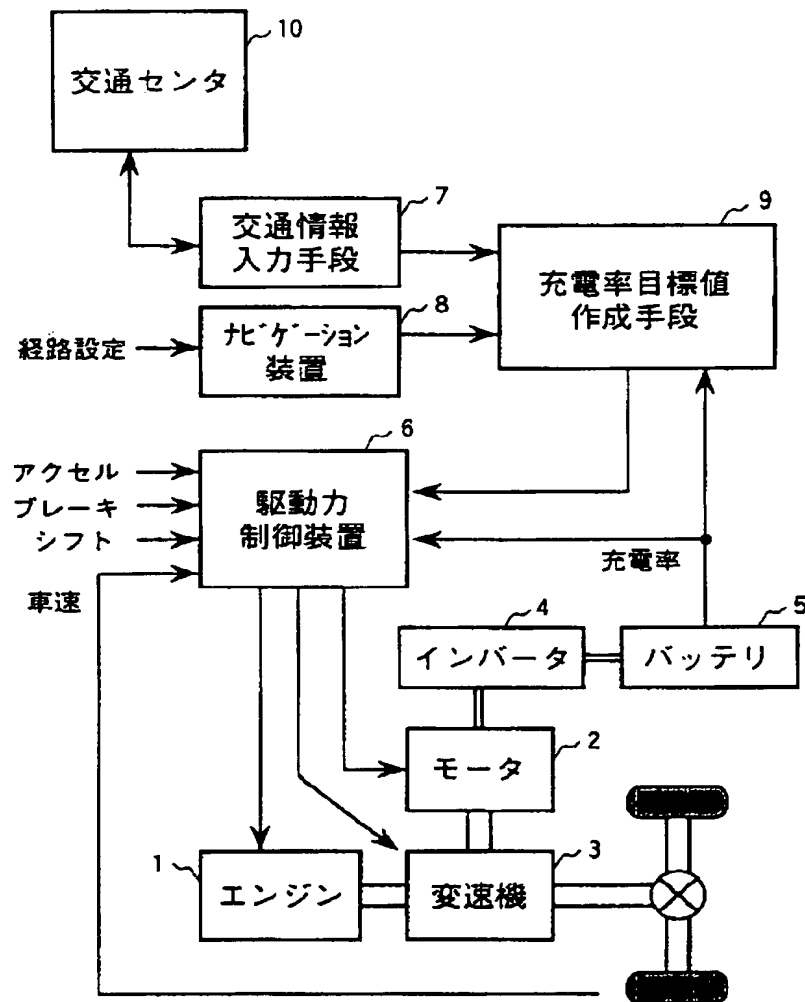 10
交通センタ
7
交通情報
入力手段
9
充電率目標値
作成手段
8
ナビゲーション
装置
経路設定
6
駆動力
制御装置
アクセル
ブレーキ
シフト
車速
充電率
4
インバータ
5
バッテリ
2
モータ
1
エンジン
3
変速機